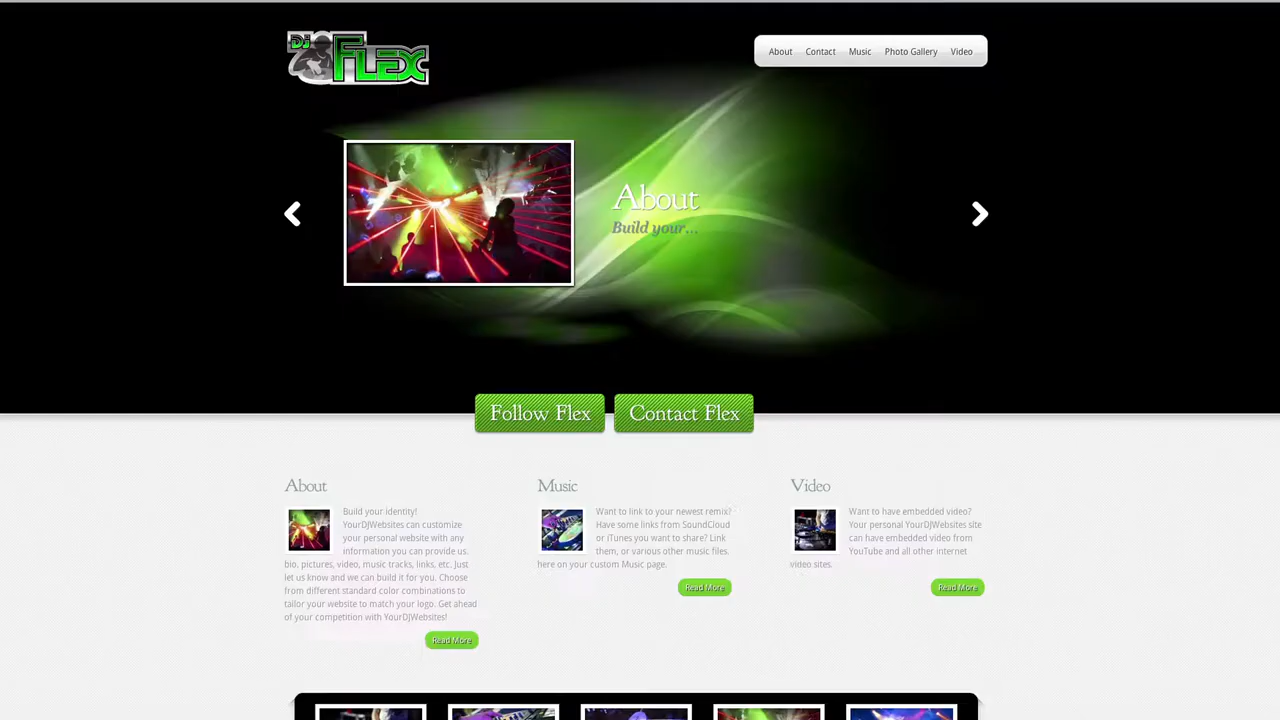 DJ FLEX
About Contact Music Photo Gallery Video
About
Build your...
Follow Flex Contact Flex
About
Build your identity!
YourDJWebsites can customize
your personal website with any
information you can provide us.
bio, pictures, video, music tracks, links, etc. Just
let us know and we can build it for you. Choose
from different standard color combinations to
tailor your website to match your logo. Get ahead
of your competition with YourDJWebsites!
Read More
Music
Want to link to your newest remix?
Have some links from SoundCloud
or iTunes you want to share? Link
them, or various other music files,
here on your custom Music page.
Read More
Video
Want to have embedded video?
Your personal YourDJWebsites site
can have embedded video from
YouTube and all other internet
video sites.
Read More